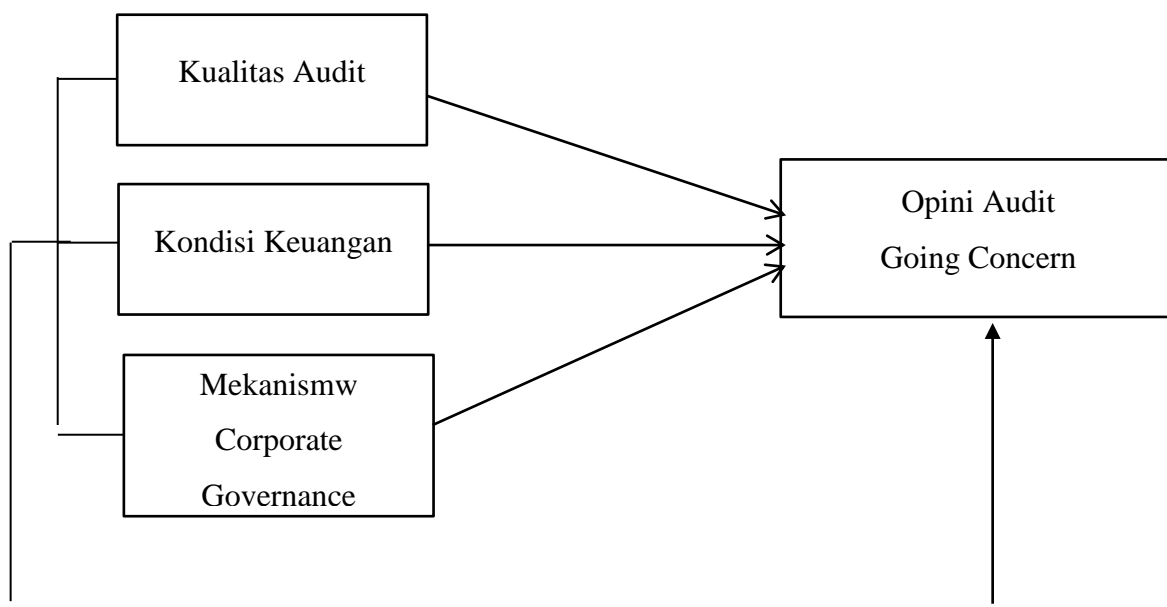 Kualitas Audit
Kondisi Keuangan
Mekanismw
Corporate
Governance
Opini Audit
Going Concern